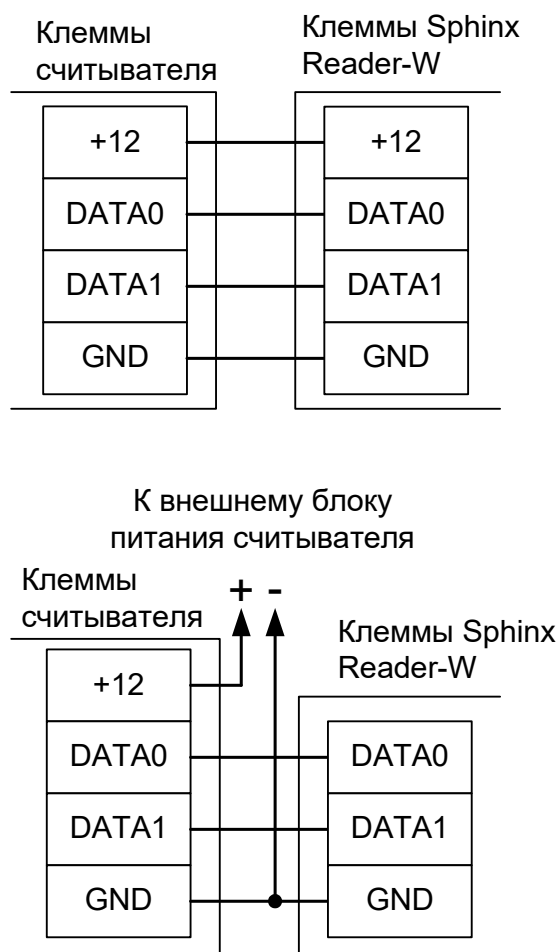 Клеммы
считывателя
Клеммы Sphinx
Reader-W
+12
+12
DATA0
DATA0
DATA1
DATA1
GND
GND
К внешнему блоку
питания считывателя
Клеммы
считывателя
+ -
Клеммы Sphinx
Reader-W
+12
DATA0
DATA0
DATA1
DATA1
GND
GND